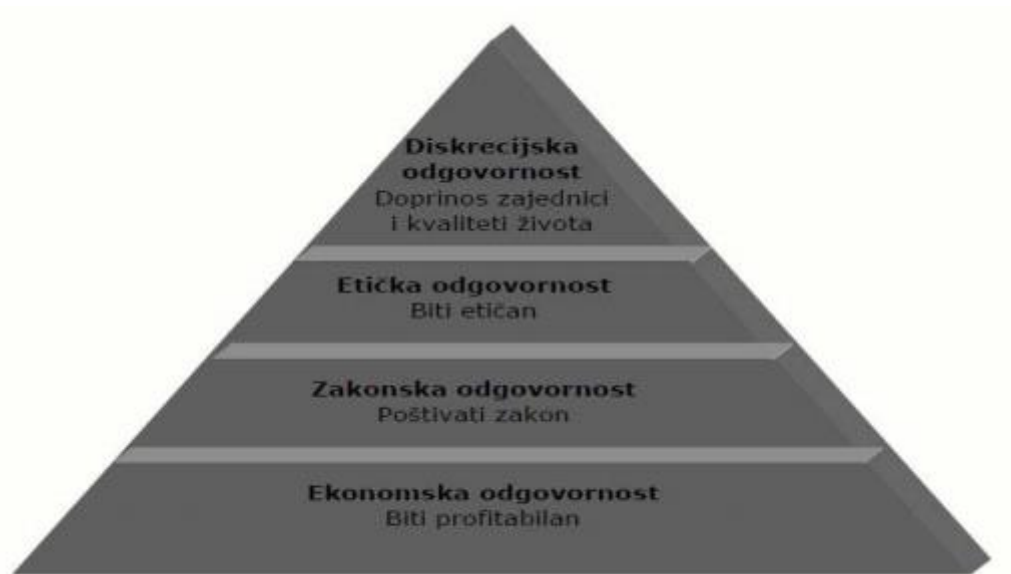 Diskrecijska
odgovornost
Doprinos zajednici
i kvaliteti života
Etička odgovornost
Biti etičan
Zakonska odgovornost
Poštivati zakon
Ekonomska odgovornost
Biti profitabilan